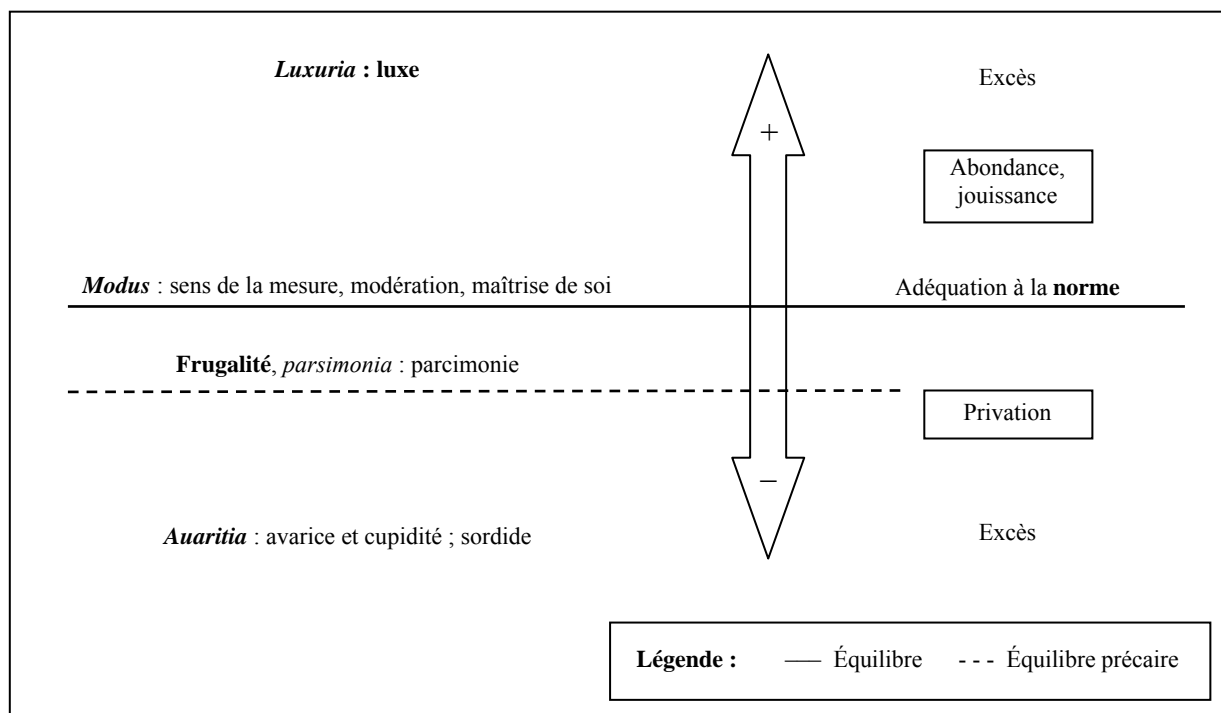 Luxuria : luxe
Excès
+
Abondance,
jouissance
Modus : sens de la mesure, modération, maîtrise de soi
Adéquation à la norme
Frugalité, parsimonia : parcimonie
Privation
–
Auaritia : avarice et cupidité ; sordide
Excès
Légende : —– Équilibre - - - Équilibre précaire